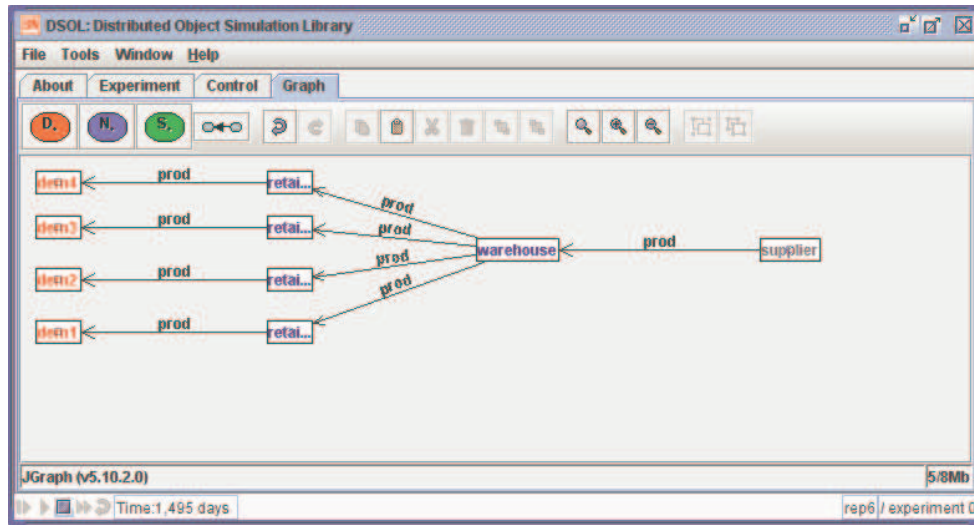 DSOL: Distributed Object Simulation Library
File Tools Window Help
About Experiment Control Graph
D. N. S.
dem4 prod retai...
prod
dem3 prod retai... prod
warehouse prod supplier
dem2 prod retai... prod
prod
dem1 prod retai...
JGraph (v5.10.2.0) 5/8Mb
Time:1,495 days rep6 / experiment 0